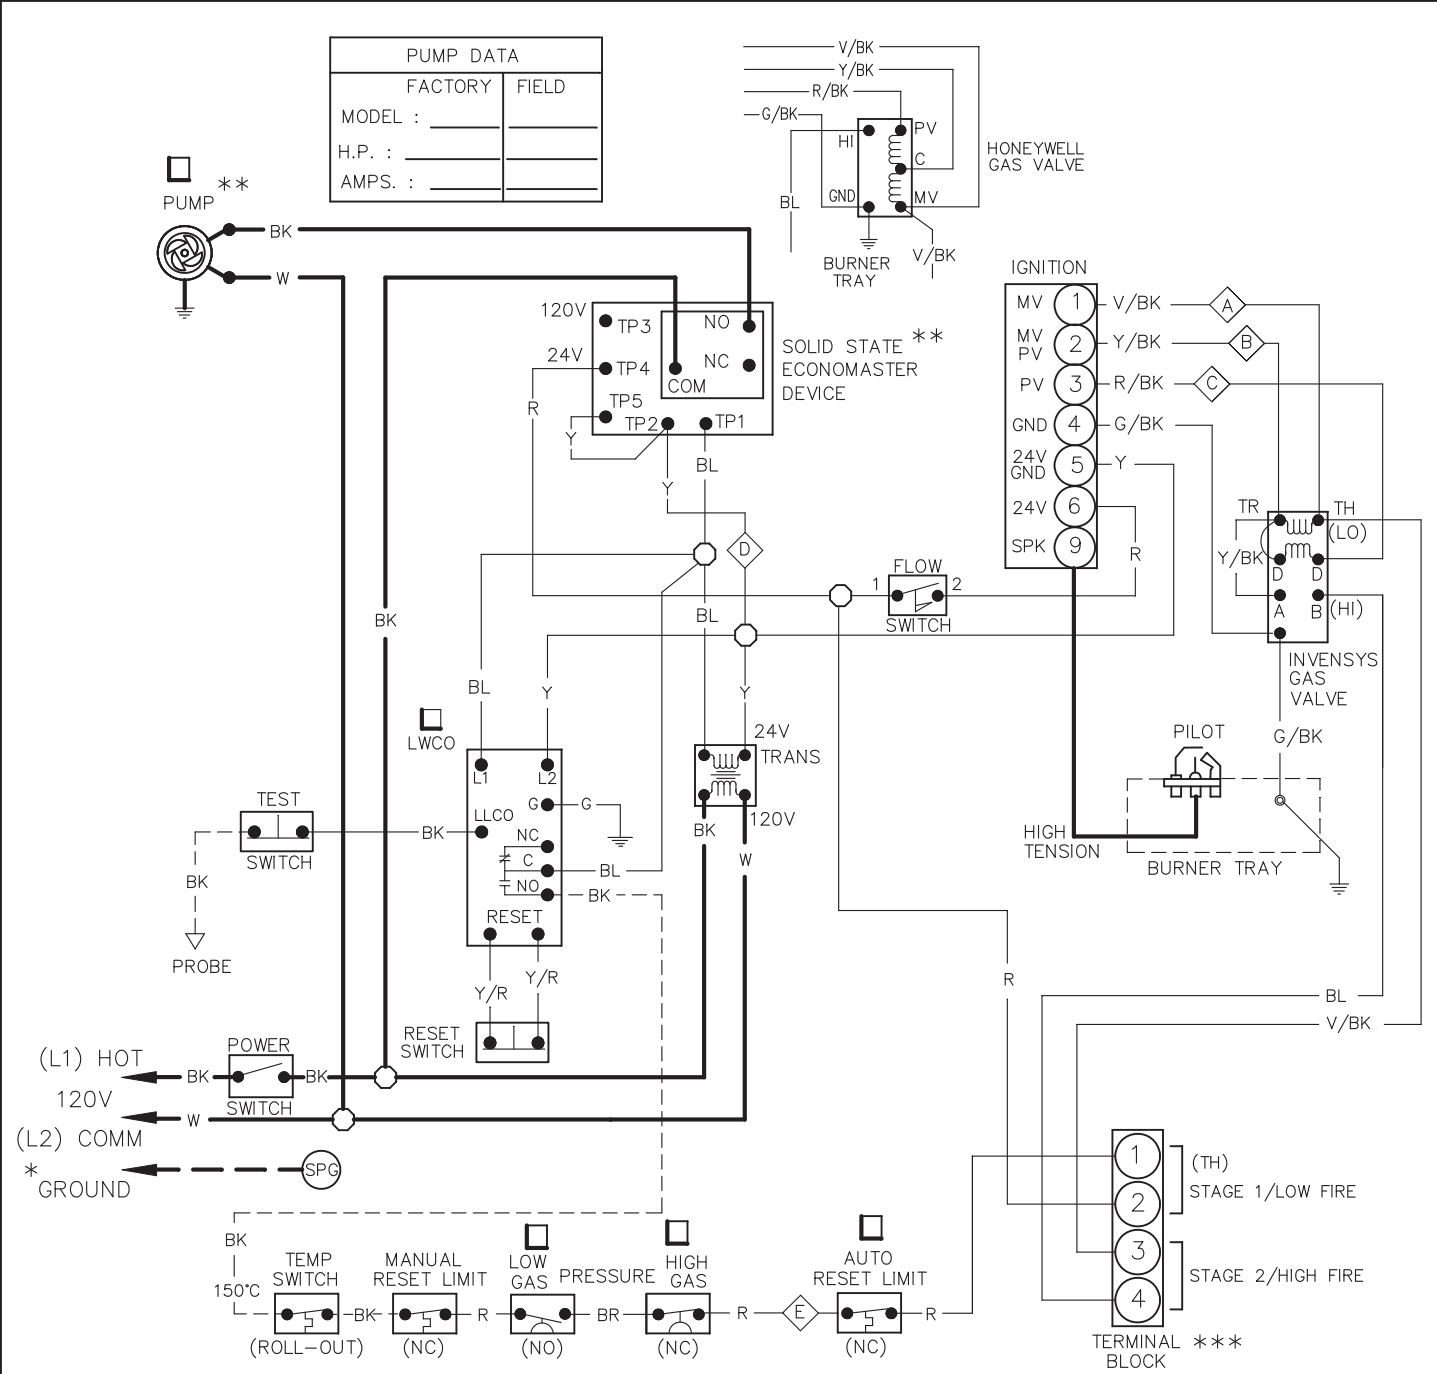 PUMP DATA
FACTORY FIELD
MODEL :
H.P. :
AMPS. :
PUMP **
BK
W
V/BK
Y/BK
R/BK
G/BK
HI
PV
C
GND
MV
BL
V/BK
HONEYWELL
GAS VALVE
BURNER
TRAY
120V
TP3
24V
TP4
TP5
TP2
TP1
NO
NC
COM
SOLID STATE **
ECONOMASTER
DEVICE
R
Y
BL
Y
D
IGNITION
MV 1 V/BK A
MV
PV 2 Y/BK B
PV 3 R/BK C
GND 4 G/BK
24V
GND 5 Y
24V 6
SPK 9
R
TR
TH
(LO)
Y/BK
D
D
A
B (HI)
INVENSYS
GAS
VALVE
FLOW
1
2
SWITCH
BK
BL
BL
Y
Y
LWCO
L1
L2
G
G
LLCO
NC
C
NO
BL
BK
RESET
24V
TRANS
120V
BK
W
TEST
SWITCH
BK
BK
PROBE
Y/R
Y/R
RESET
SWITCH
PILOT
G/BK
HIGH
TENSION
BURNER TRAY
R
BL
V/BK
(L1) HOT
BK
POWER
SWITCH
BK
120V
W
(L2) COMM
*
GROUND
SPG
BK
150°C
TEMP
SWITCH
(ROLL-OUT)
BK
MANUAL
RESET LIMIT
(NC)
R
LOW
GAS
PRESSURE
(NO)
BR
HIGH
GAS
(NC)
R
E
AUTO
RESET LIMIT
(NC)
R
1
2
3
4
(TH)
STAGE 1/LOW FIRE
STAGE 2/HIGH FIRE
TERMINAL ***
BLOCK